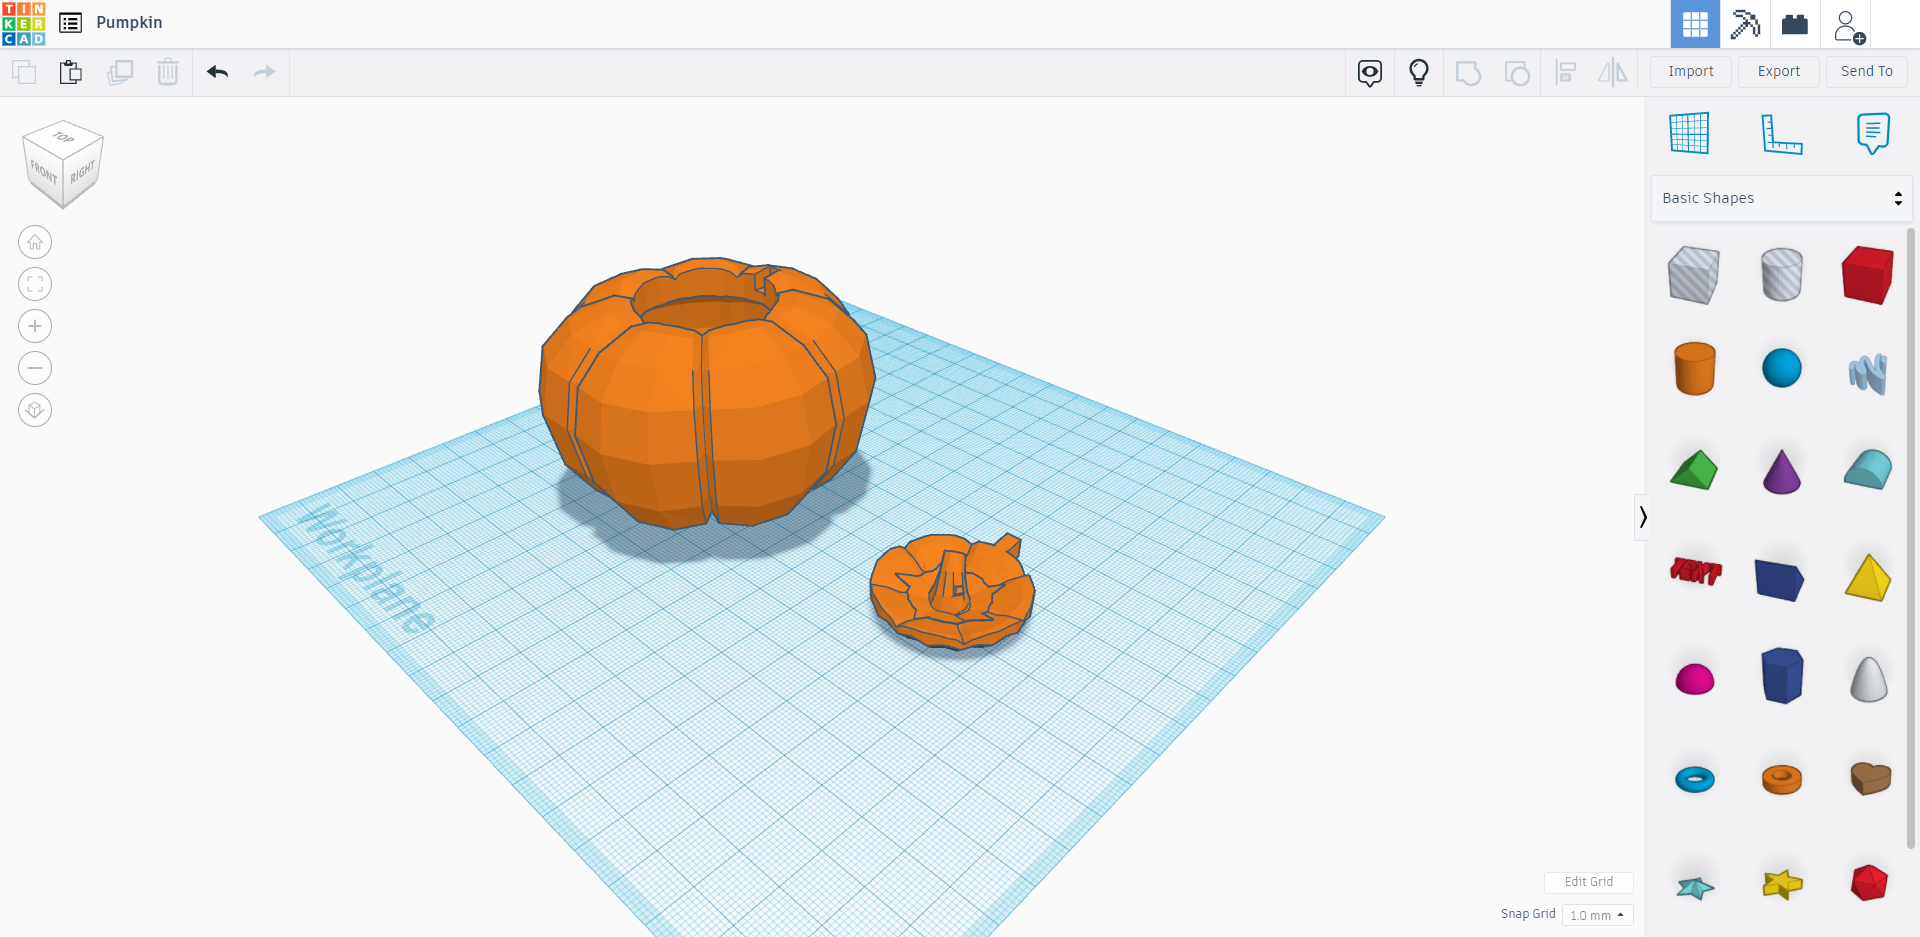 TIN
KER
CAD
Pumpkin
Import
Export
Send To
TOP
FRONT
RIGHT
Basic Shapes
Workplane
TEXT
Edit Grid
Snap Grid
1.0 mm